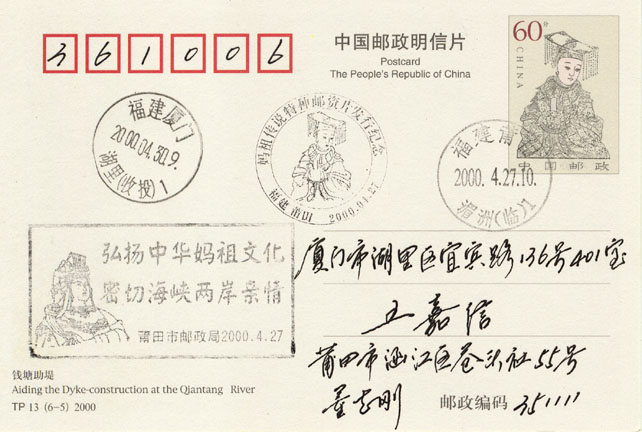 361006
中国邮政明信片
Postcard
The People's Republic of China
60分
CHINA
中国邮政
福建厦门
2000.04.30.9.
湖里(收投)1
妈祖传说特种邮资片发行纪念
福建 莆田 2000.04.27
福建莆
2000.4.27.10.
湄洲(临)1
弘扬中华妈祖文化
密切海峡两岸亲情
莆田市邮政局2000.4.27
厦门市湖里区宜宾路136号401室
王嘉信
莆田市涵江区苍头社55号
董志刚
邮政编码 351111
钱塘助堤
Aiding the Dyke-construction at the Qiantang River
TP 13 (6-5) 2000